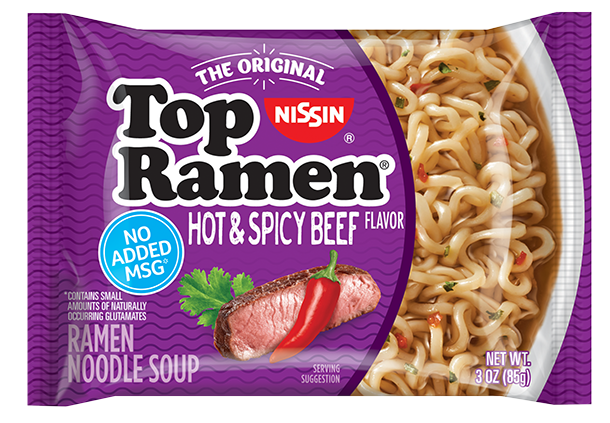 THE ORIGINAL
NISSIN
®
Top
Ramen®
HOT & SPICY BEEF FLAVOR
NO
ADDED
MSG*
*CONTAINS SMALL
AMOUNTS OF NATURALLY
OCCURRING GLUTAMATES
RAMEN
NOODLE SOUP
SERVING
SUGGESTION
NET WT.
3 OZ (85g)